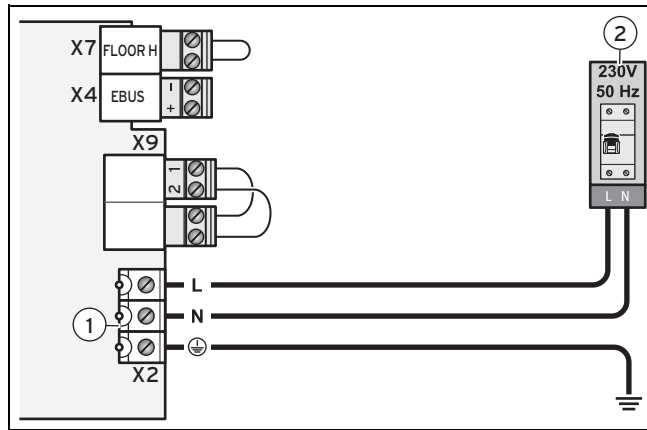 X7 FLOOR H
X4 EBUS - +
X9
1
2
2
230V
50 Hz
L N
L
N
1
X2